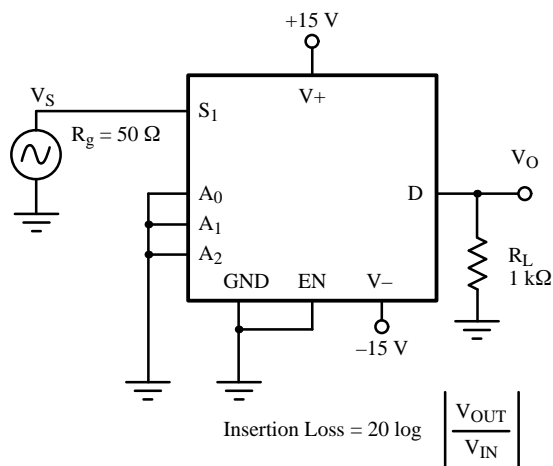 +15 V
V+
VS
S1
Rg = 50 Ω
VO
A0
D
A1
A2
RL
1 kΩ
GND
EN
V−
−15 V
Insertion Loss = 20 log
VOUT
VIN